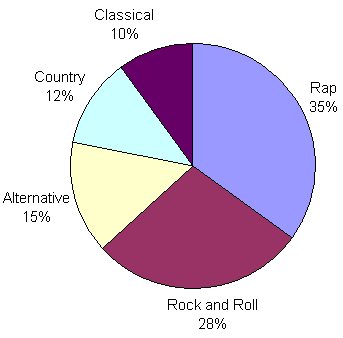 Classical
10%
Rap
35%
Country
12%
Alternative
15%
Rock and Roll
28%